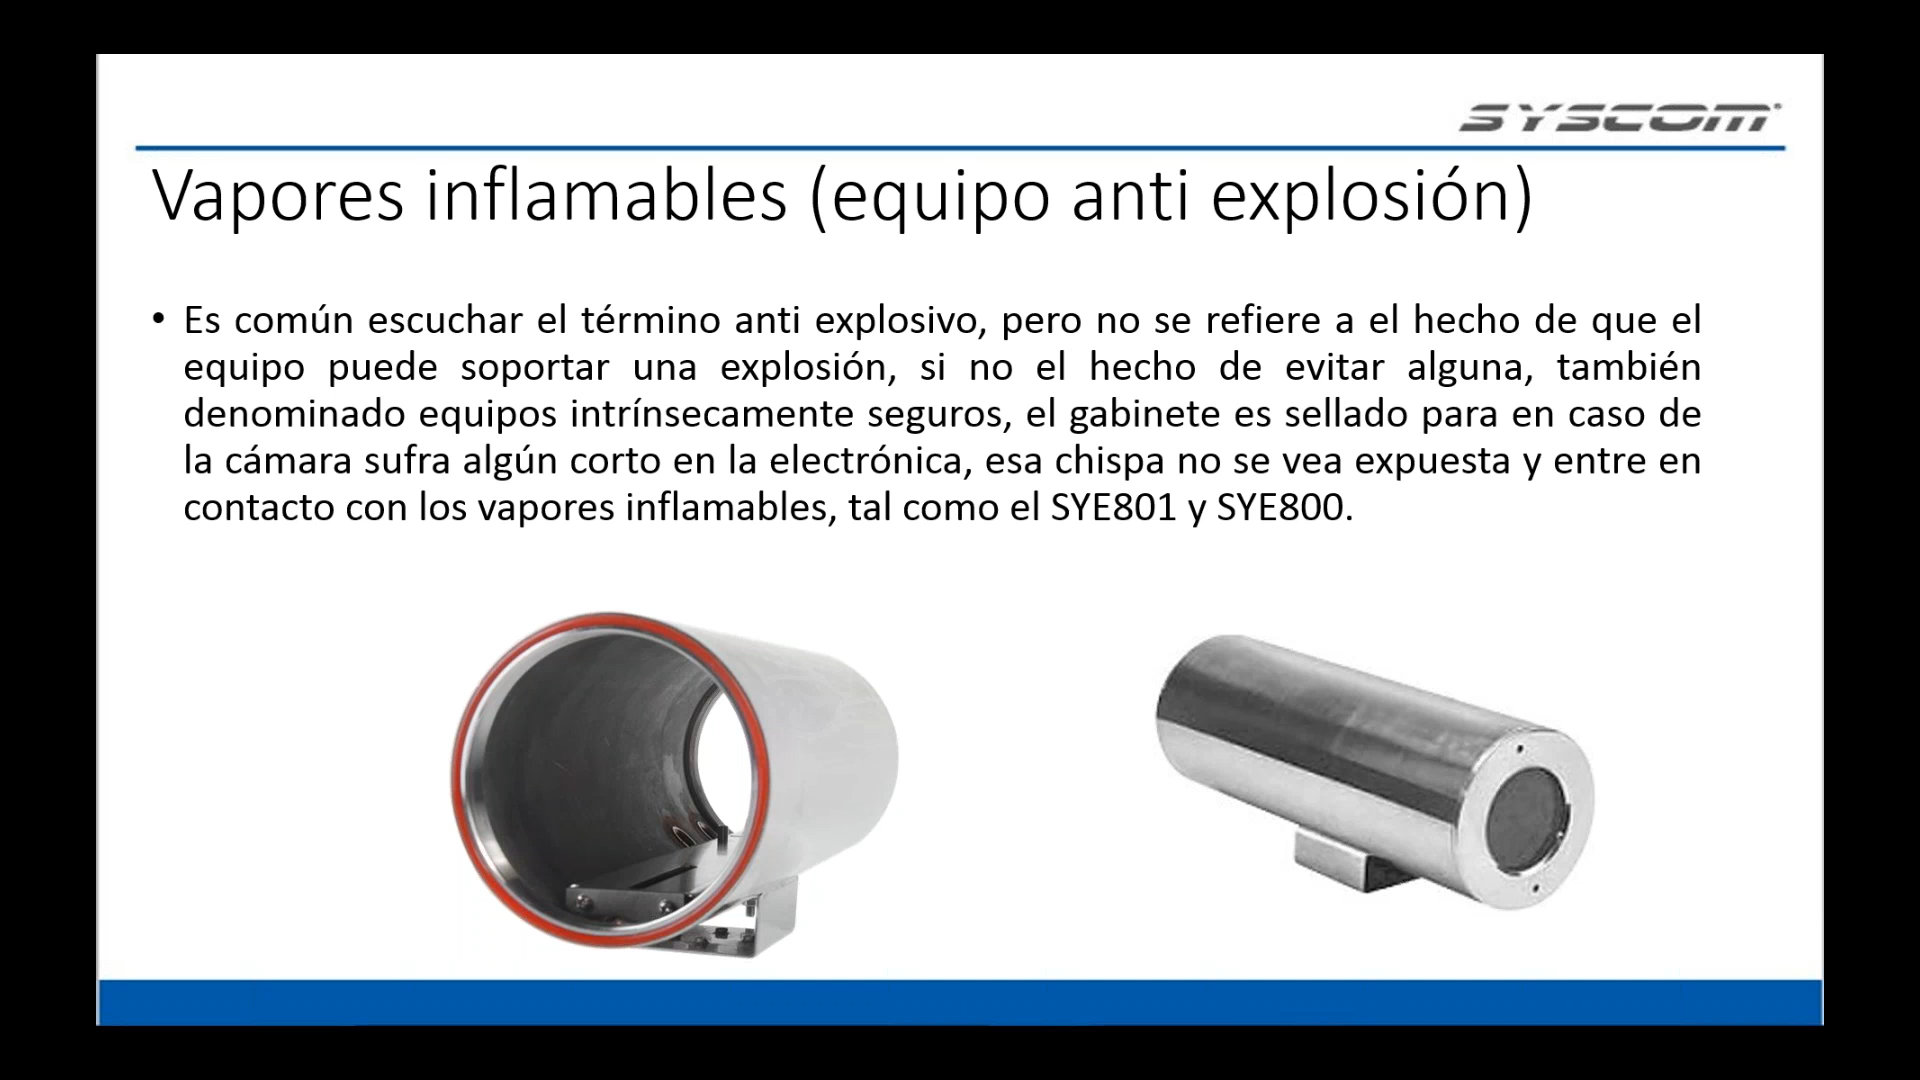 SYSCOM
Vapores inflamables (equipo anti explosión)
• Es común escuchar el término anti explosivo, pero no se refiere a el hecho de que el
equipo puede soportar una explosión, si no el hecho de evitar alguna, también
denominado equipos intrínsecamente seguros, el gabinete es sellado para en caso de
la cámara sufra algún corto en la electrónica, esa chispa no se vea expuesta y entre en
contacto con los vapores inflamables, tal como el SYE801 y SYE800.